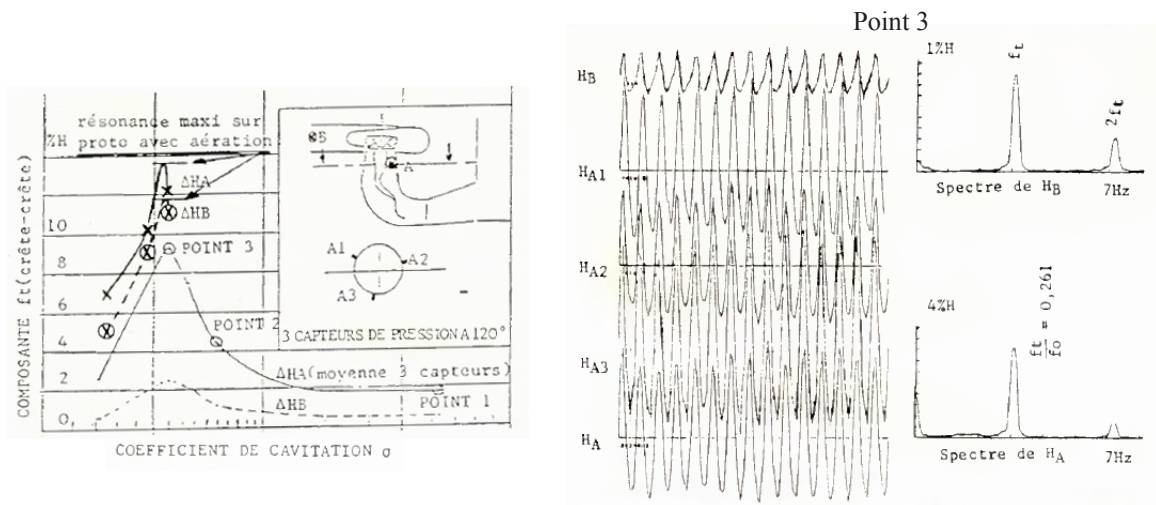 résonance maxi sur
%H proto avec aération
ΔHA
ΔHB
10
8
6
4
2
0
POINT 3
POINT 2
ΔHA(moyenne 3 capteurs)
ΔHB
POINT 1
A
1
A1
A2
A3
3 CAPTEURS DE PRESSION A 120°
COMPOSANTE ft(crête-crête)
COEFFICIENT DE CAVITATION σ
Point 3
HB
HA1
HA2
HA3
HA
1%H
ft
2ft
Spectre de HB
7Hz
4%H
ft/fo = 0,261
Spectre de HA
7Hz